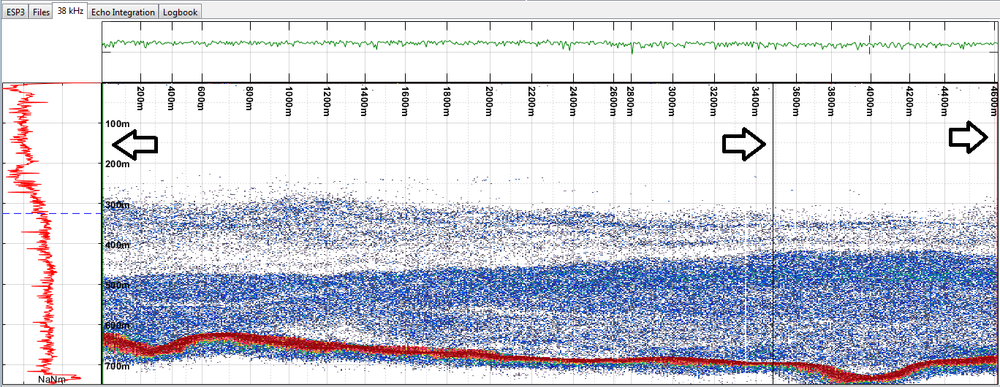 ESP3 Files 38 kHz Echo Integration Logbook
200m 400m 600m 800m 1000m 1200m 1400m 1600m 1800m 2000m 2200m 2400m 2600m 2800m 3000m 3200m 3400m 3600m 3800m 4000m 4200m 4400m 4600m
100m
200m
300m
400m
500m
600m
700m
NaNm